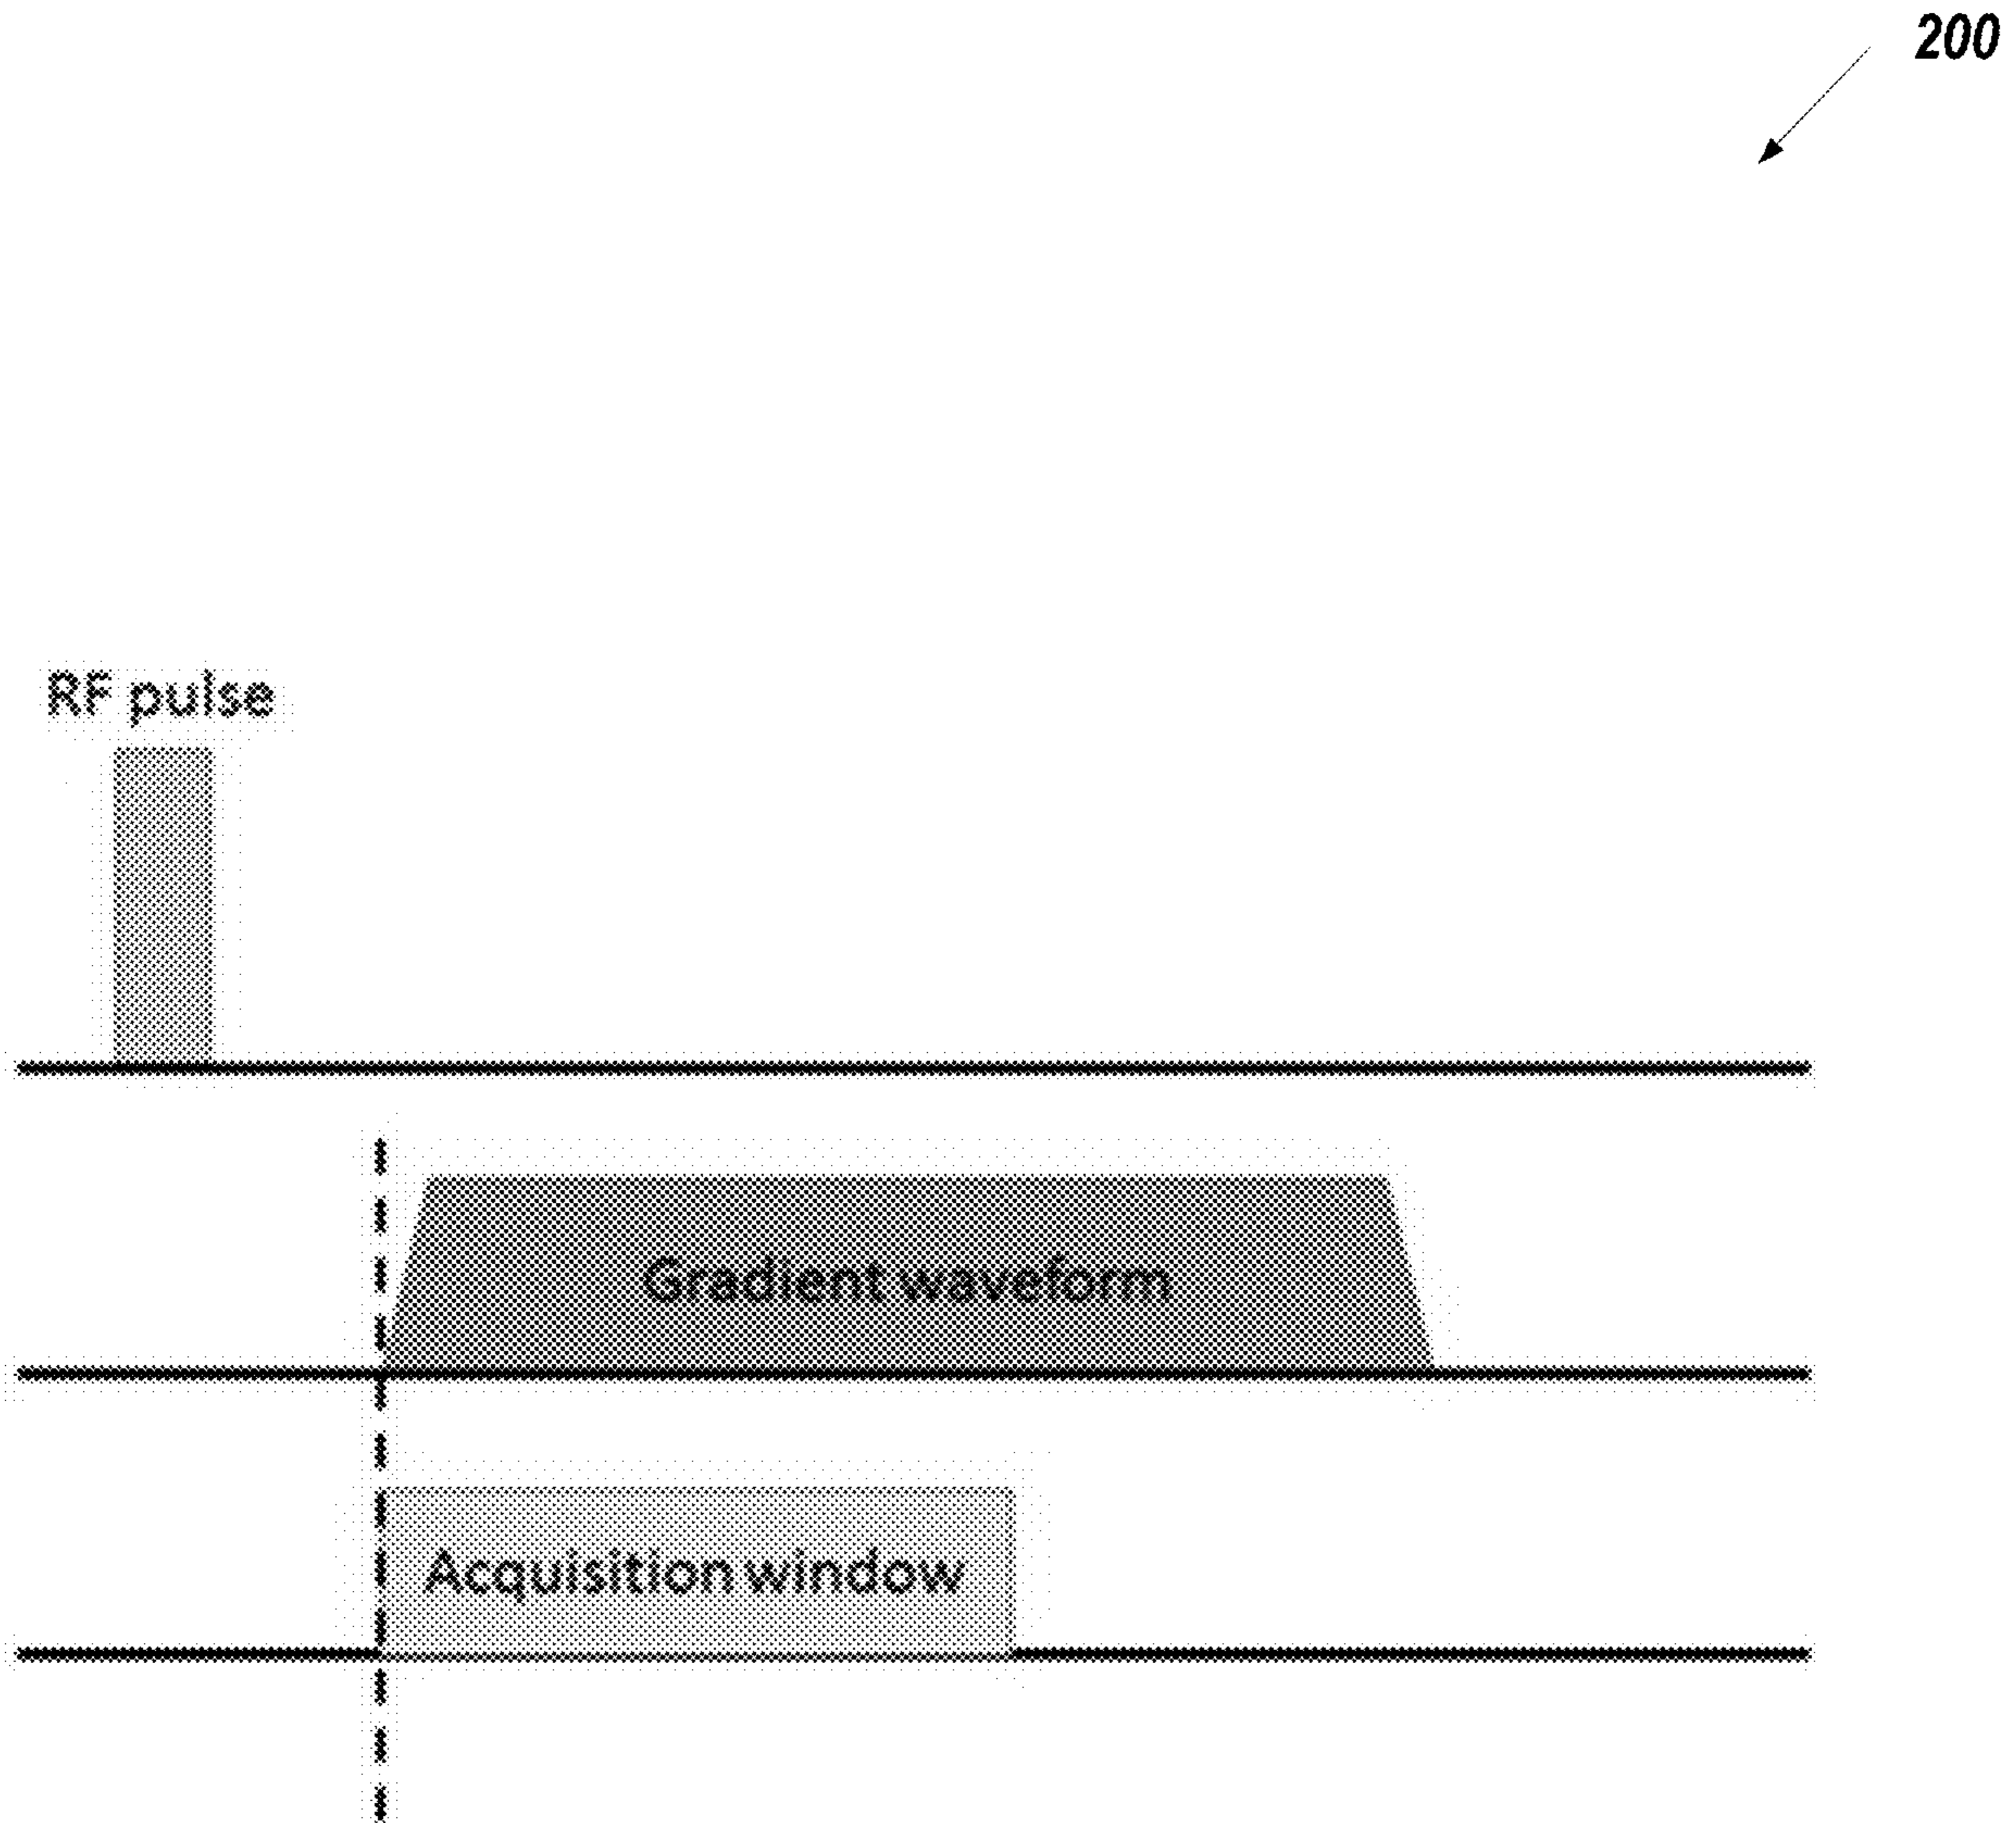 200
RF pulse
Gradient waveform
Acquisition window